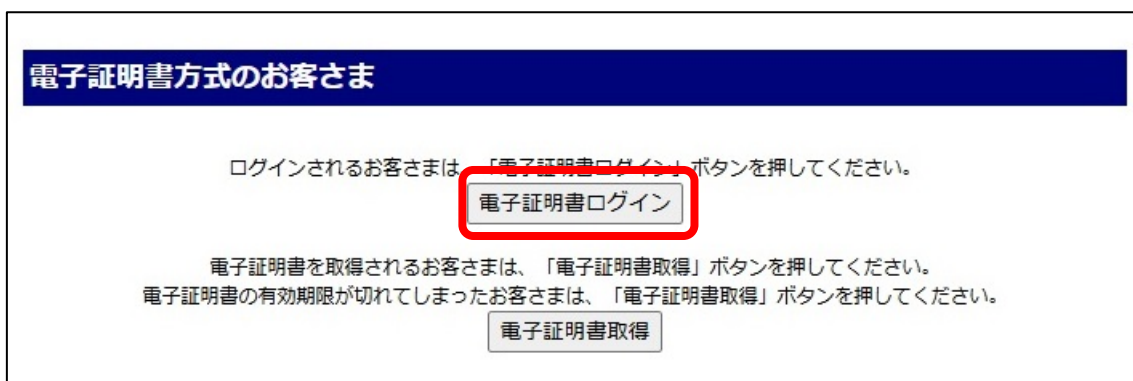 電子証明書方式のお客さま
ログインされるお客さまは、「電子証明書ログイン」ボタンを押してください。
電子証明書ログイン
電子証明書を取得されるお客さまは、「電子証明書取得」ボタンを押してください。
電子証明書の有効期限が切れてしまったお客さまは、「電子証明書取得」ボタンを押してください。
電子証明書取得